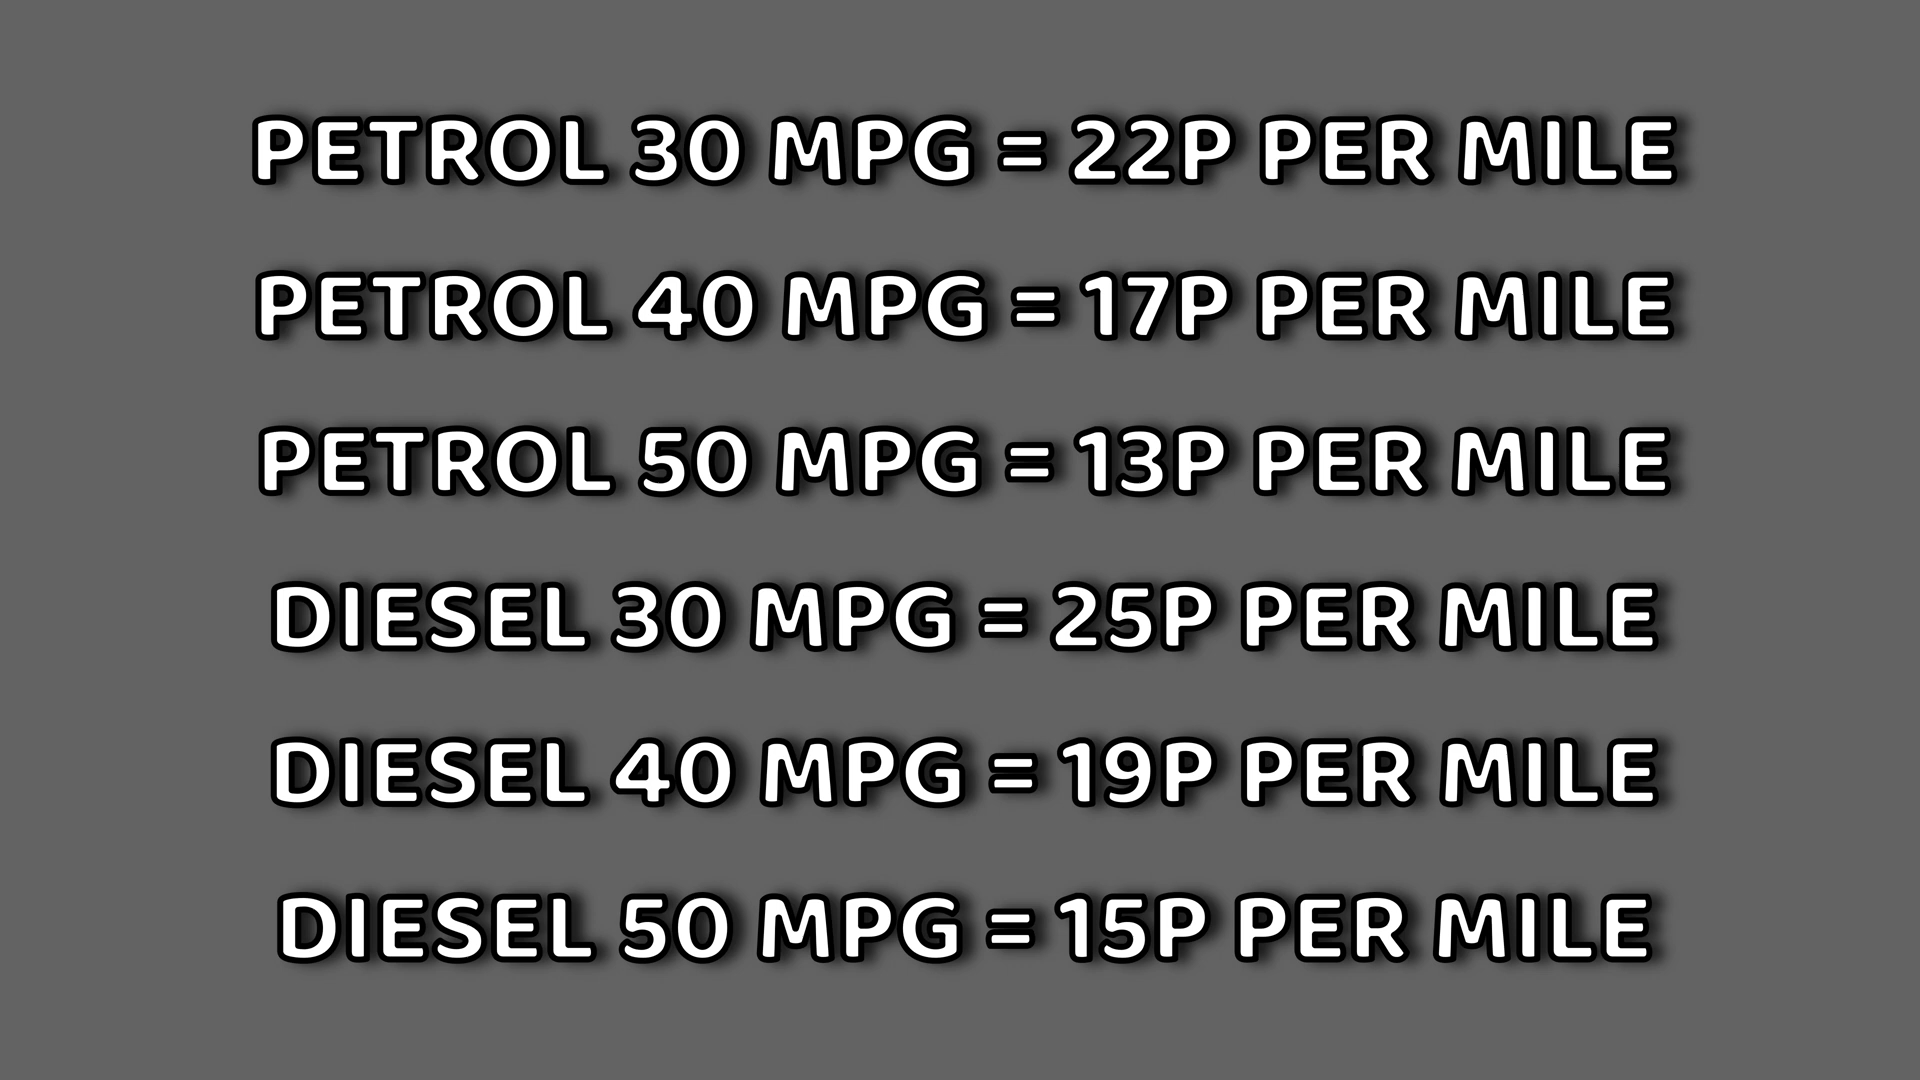 PETROL 30 MPG = 22P PER MILE
PETROL 40 MPG = 17P PER MILE
PETROL 50 MPG = 13P PER MILE
DIESEL 30 MPG = 25P PER MILE
DIESEL 40 MPG = 19P PER MILE
DIESEL 50 MPG = 15P PER MILE